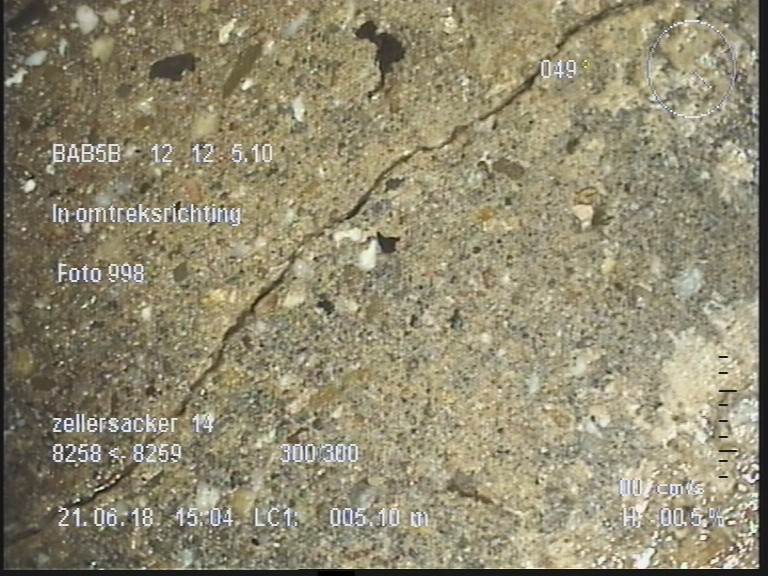 049°
BAB5B 12 12 5.10
In omtreksrichting
Foto 998
zellersacker 14
8258 <- 8259 300/300
00 cm/s
21.06.18 15:04 LC1: 005.10 m H: 00.5 %